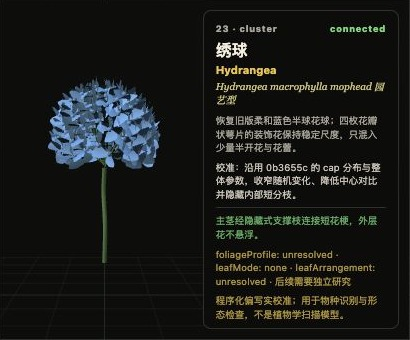 23 · cluster
connected
绣球
Hydrangea
Hydrangea macrophylla mophead 园
艺型
恢复旧版柔和蓝色半球花球；四枚花瓣
状萼片的装饰花保持稳定尺度，只混入
少量半开花与花蕾。
校准：沿用 0b3655c 的 cap 分布与整
体参数，收窄随机变化、降低中心对比
并隐藏内部短分枝。
主茎经隐藏式支撑枝连接短花梗，外层
花不悬浮。
foliageProfile: unresolved ·
leafMode: none · leafArrangement:
unresolved · 后续需要独立研究
程序化偏写实校准；用于物种识别与形
态检查，不是植物学扫描模型。